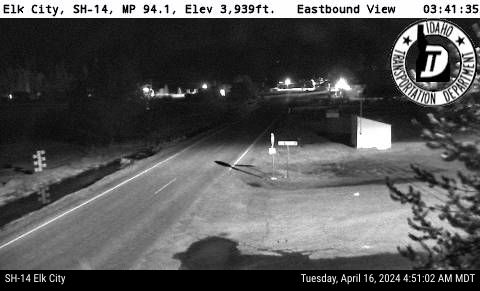 Elk City, SH-14, MP 94.1, Elev 3,939ft. Eastbound View 03:41:35
IDAHO
TRANSPORTATION DEPARTMENT
SH-14 Elk City Tuesday, April 16, 2024 4:51:02 AM MDT